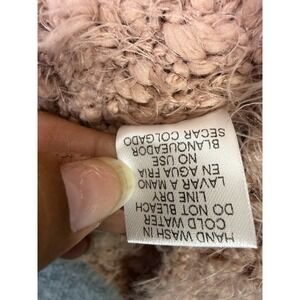 HAND WASH IN
COLD WATER
DO NOT BLEACH
LINE DRY
LAVAR A MANO
EN AGUA FRIA
NO USE
BLANQUEADOR
SECAR COLGADO